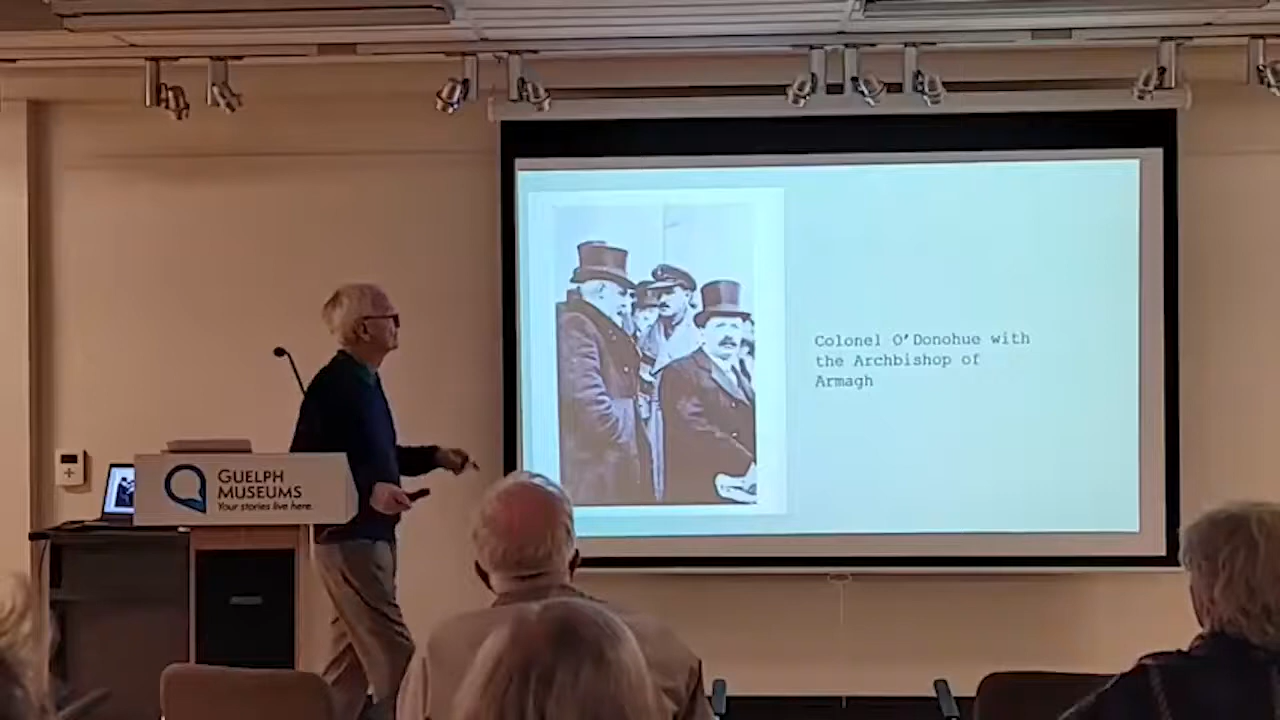 GUELPH
MUSEUMS
Your stories live here.
Colonel O'Donohue with
the Archbishop of
Armagh